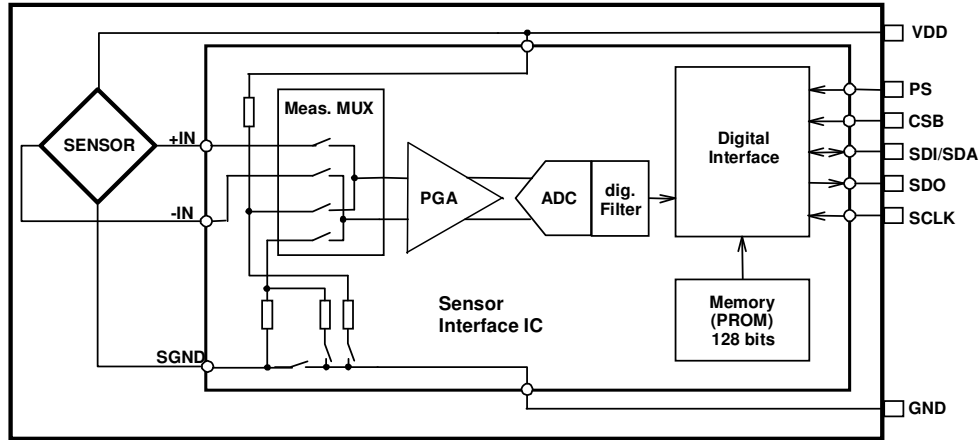 VDD
PS
CSB
SDI/SDA
SDO
SCLK
GND
SENSOR
+IN
-IN
SGND
Meas. MUX
PGA
ADC
dig.
Filter
Digital
Interface
Memory
(PROM)
128 bits
Sensor
Interface IC